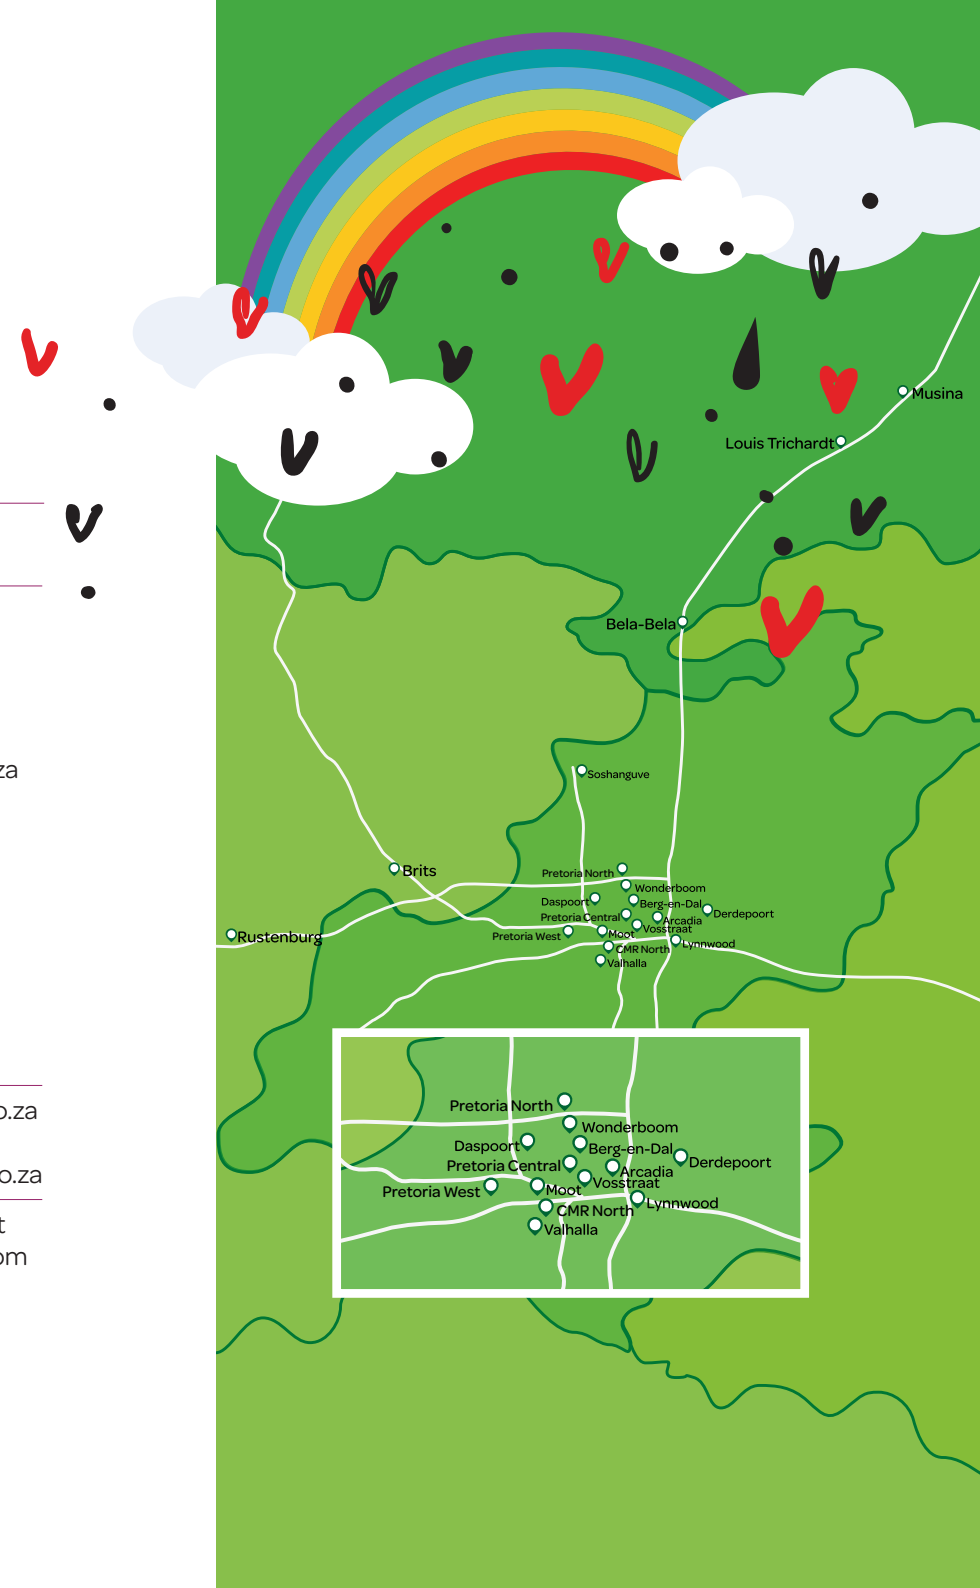 Musina
Louis Trichardt
Bela-Bela
za
Soshanguve
Brits
Pretoria North
Wonderboom
Daspoort
Berg-en-Dal
Derdepoort
Pretoria Central
Arcadia
Vosstraat
Moot
Pretoria West
Rustenburg
Lynnwood
CMR North
Valhalla
o.za
Pretoria North
Wonderboom
Daspoort
Berg-en-Dal
Derdepoort
Pretoria Central
Arcadia
o.za
Vosstraat
Pretoria West
Moot
Lynnwood
CMR North
t
Valhalla
om